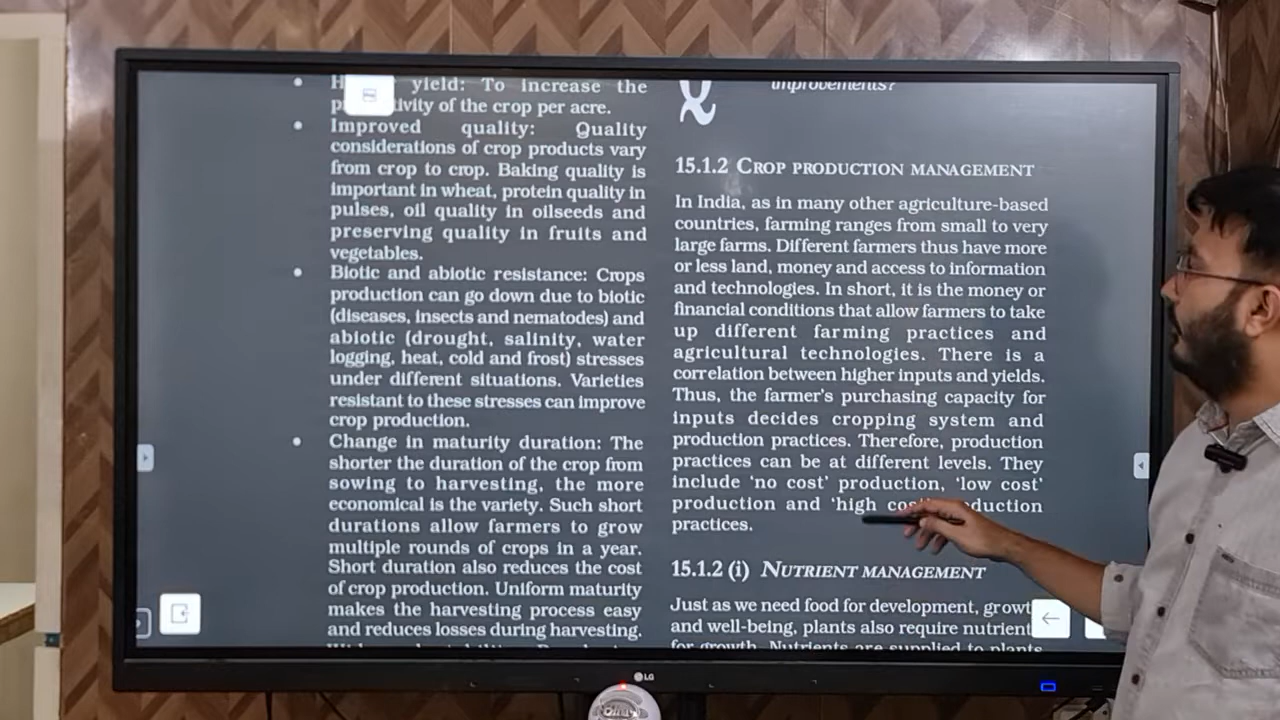 yield: To increase the
tivity of the crop per acre.
• Improved quality: Quality
considerations of crop products vary
from crop to crop. Baking quality is
important in wheat, protein quality in
pulses, oil quality in oilseeds and
preserving quality in fruits and
vegetables.
• Biotic and abiotic resistance: Crops
production can go down due to biotic
(diseases, insects and nematodes) and
abiotic (drought, salinity, water
logging, heat, cold and frost) stresses
under different situations. Varieties
resistant to these stresses can improve
crop production.
• Change in maturity duration: The
shorter the duration of the crop from
sowing to harvesting, the more
economical is the variety. Such short
durations allow farmers to grow
multiple rounds of crops in a year.
Short duration also reduces the cost
of crop production. Uniform maturity
makes the harvesting process easy
and reduces losses during harvesting.
improvements?
15.1.2 CROP PRODUCTION MANAGEMENT
In India, as in many other agriculture-based
countries, farming ranges from small to very
large farms. Different farmers thus have more
or less land, money and access to information
and technologies. In short, it is the money or
financial conditions that allow farmers to take
up different farming practices and
agricultural technologies. There is a
correlation between higher inputs and yields.
Thus, the farmer's purchasing capacity for
inputs decides cropping system and
production practices. Therefore, production
practices can be at different levels. They
include 'no cost' production, 'low cost'
production and 'high duction
practices.
15.1.2 (i) NUTRIENT MANAGEMENT
Just as we need food for development, growt
and well-being, plants also require nutrient
for growth. Nutrients are supplied to plants
LG